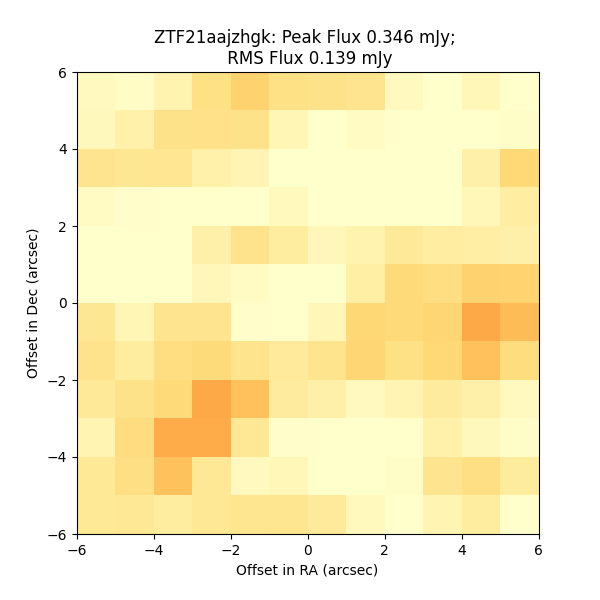 ZTF21aajzhgk: Peak Flux 0.346 mJy;
RMS Flux 0.139 mJy
6
4
2
0
−2
−4
−6
Offset in Dec (arcsec)
−6 −4 −2 0 2 4 6
Offset in RA (arcsec)